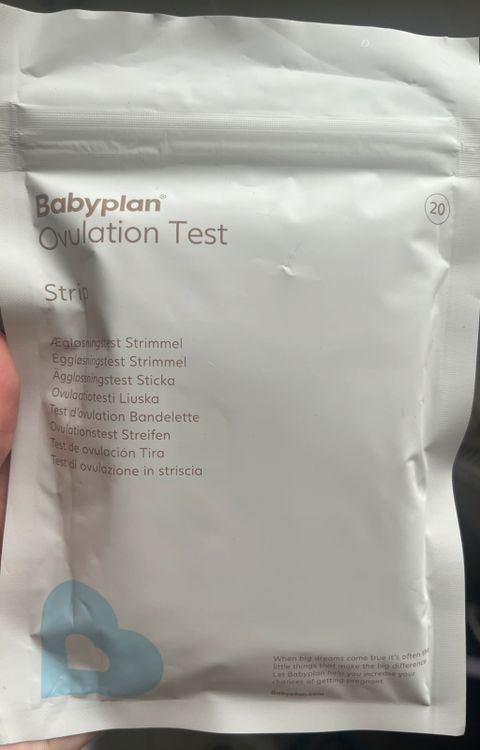 Babyplan®
20
Ovulation Test
Strip
Ægløsningstest Strimmel
Eggløsningstest Strimmel
Ägglossningstest Sticka
Ovulaatiotesti Liuska
Test d'ovulation Bandelette
Ovulationstest Streifen
Test de ovulación Tira
Test di ovulazione in striscia
When big dreams come true it's often the
little things that make the big difference.
Let Babyplan help you increase your
chances of getting pregnant.
Babyplan.com